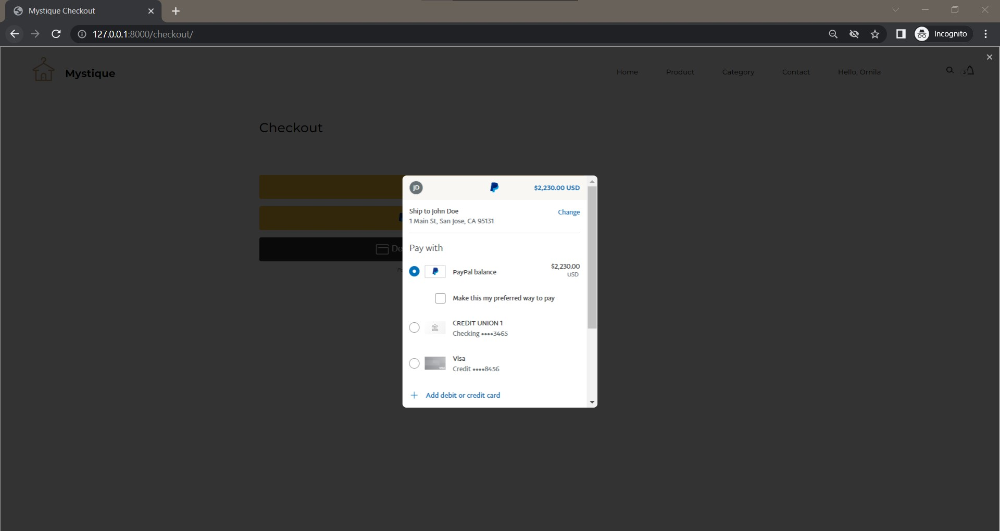 Mystique Checkout
127.0.0.1:8000/checkout/
Incognito
Mystique
Home
Product
Category
Contact
Hello, Ornila
3
Checkout
De
JD
$2,230.00 USD
Ship to John Doe
Change
1 Main St, San Jose, CA 95131
Pay with
PayPal balance
$2,230.00
USD
Make this my preferred way to pay
CREDIT UNION 1
Checking ••••3465
Visa
VISA
Credit ••••8456
Add debit or credit card